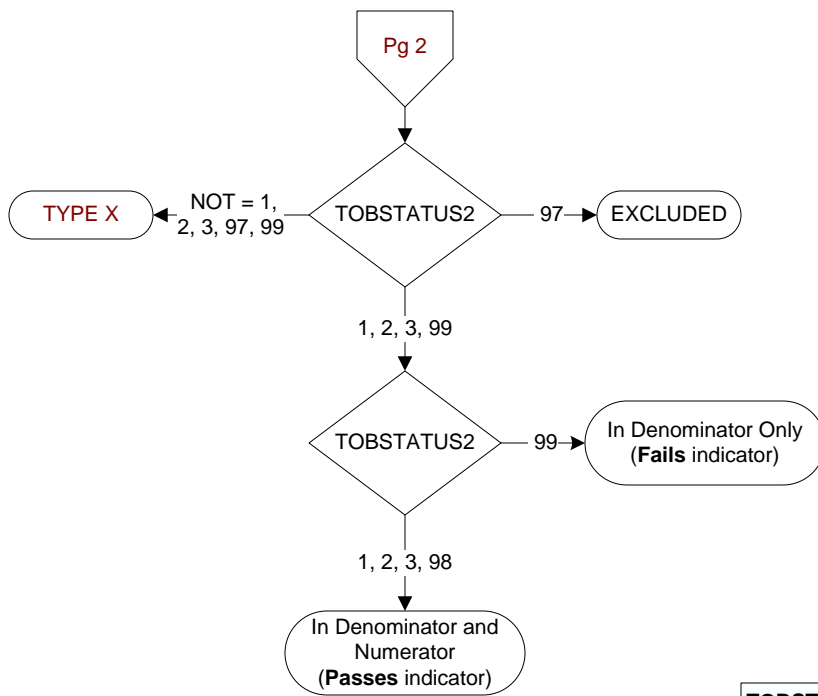 Pg 2
TOBSTATUS2
NOT = 1,
2, 3, 97, 99
TYPE X
97
EXCLUDED
1, 2, 3, 99
TOBSTATUS2
99
In Denominator Only
(Fails indicator)
1, 2, 3, 98
In Denominator and
Numerator
(Passes indicator)